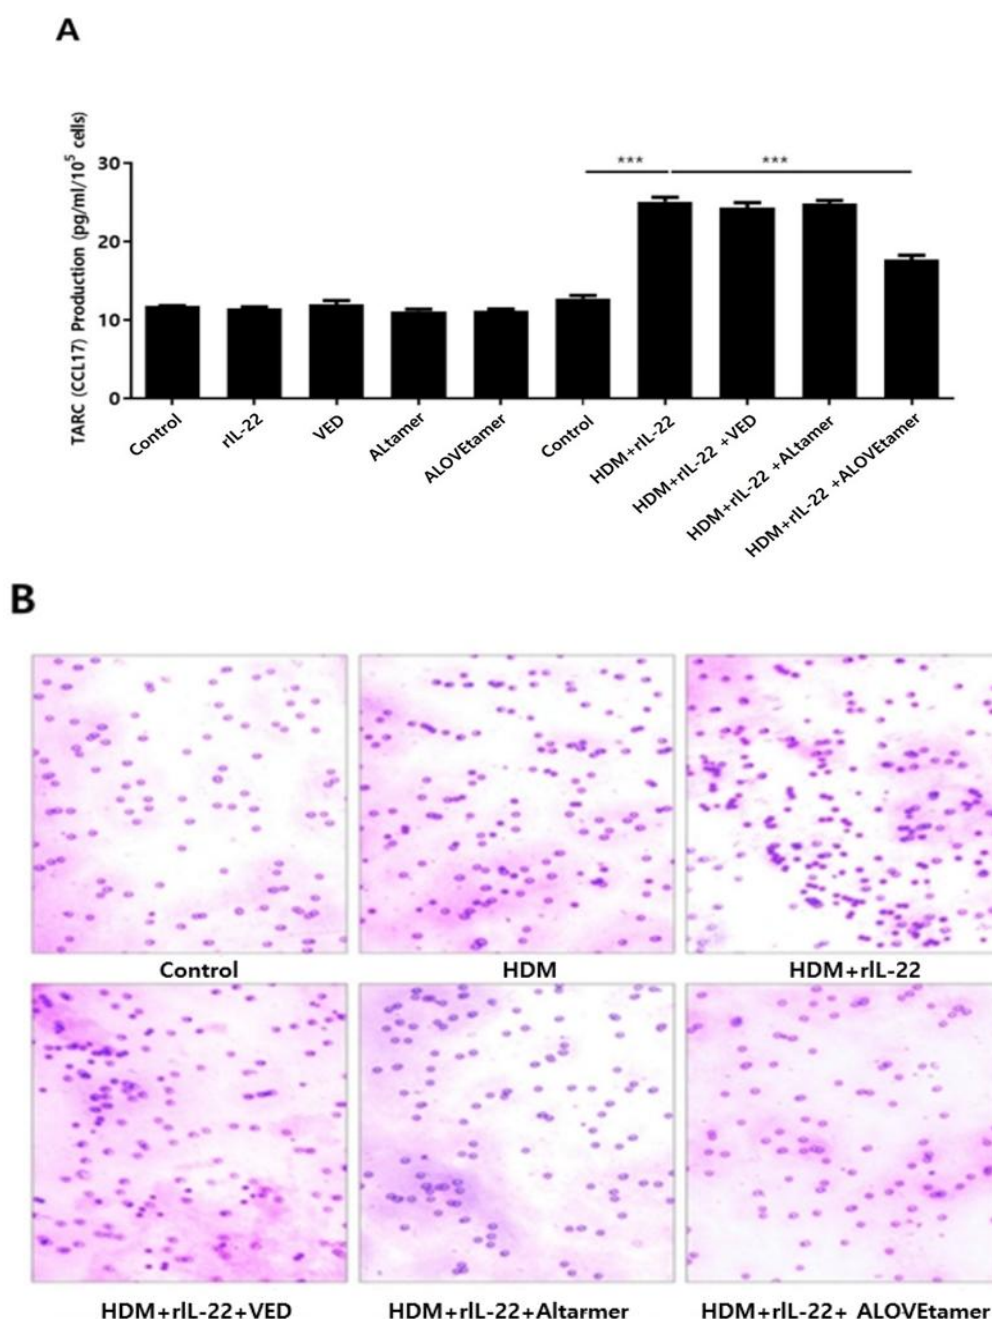 A
TARC (CCL17) Production (pg/ml/10⁵ cells)
30
20
10
0
***
***
Control
rIL-22
VED
ALtamer
ALOVEtamer
Control
HDM+rIL-22
HDM+rIL-22 +VED
HDM+rIL-22 +ALtamer
HDM+rIL-22 +ALOVEtamer
B
Control
HDM
HDM+rIL-22
HDM+rIL-22+VED
HDM+rIL-22+Altarmer
HDM+rIL-22+ ALOVEtamer